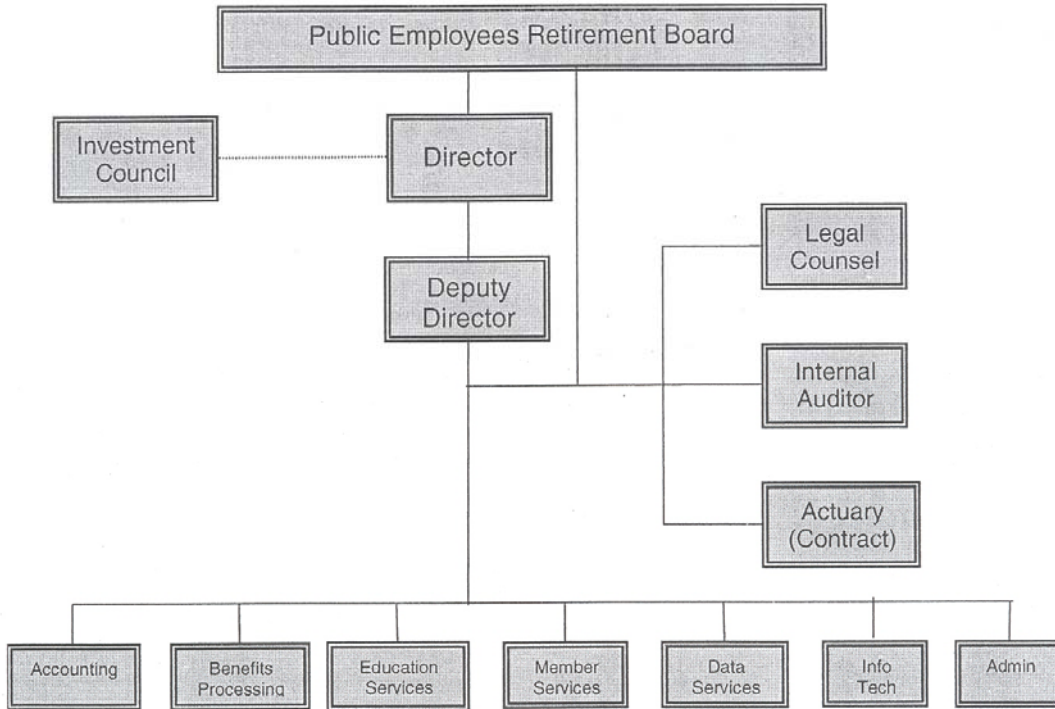 Public Employees Retirement Board
Investment
Council
Director
Legal
Counsel
Deputy
Director
Internal
Auditor
Actuary
(Contract)
Accounting
Benefits
Processing
Education
Services
Member
Services
Data
Services
Info
Tech
Admin